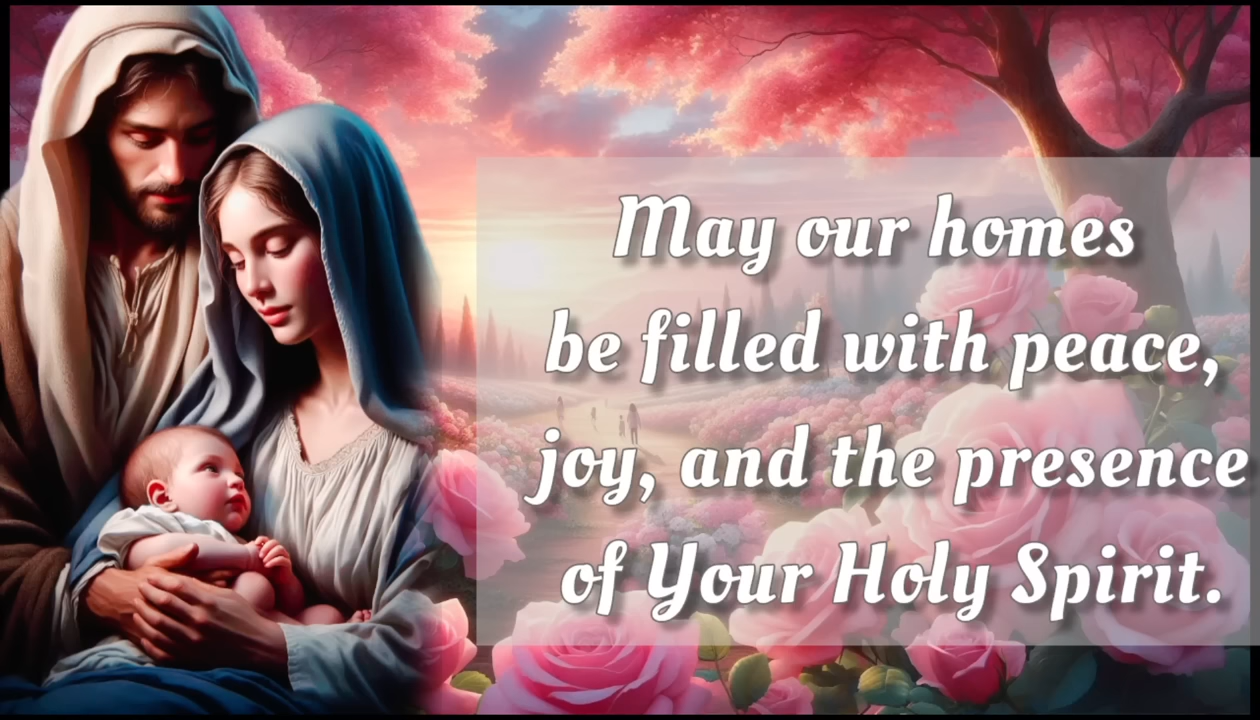 May our homes
be filled with peace,
joy, and the presence
of Your Holy Spirit.